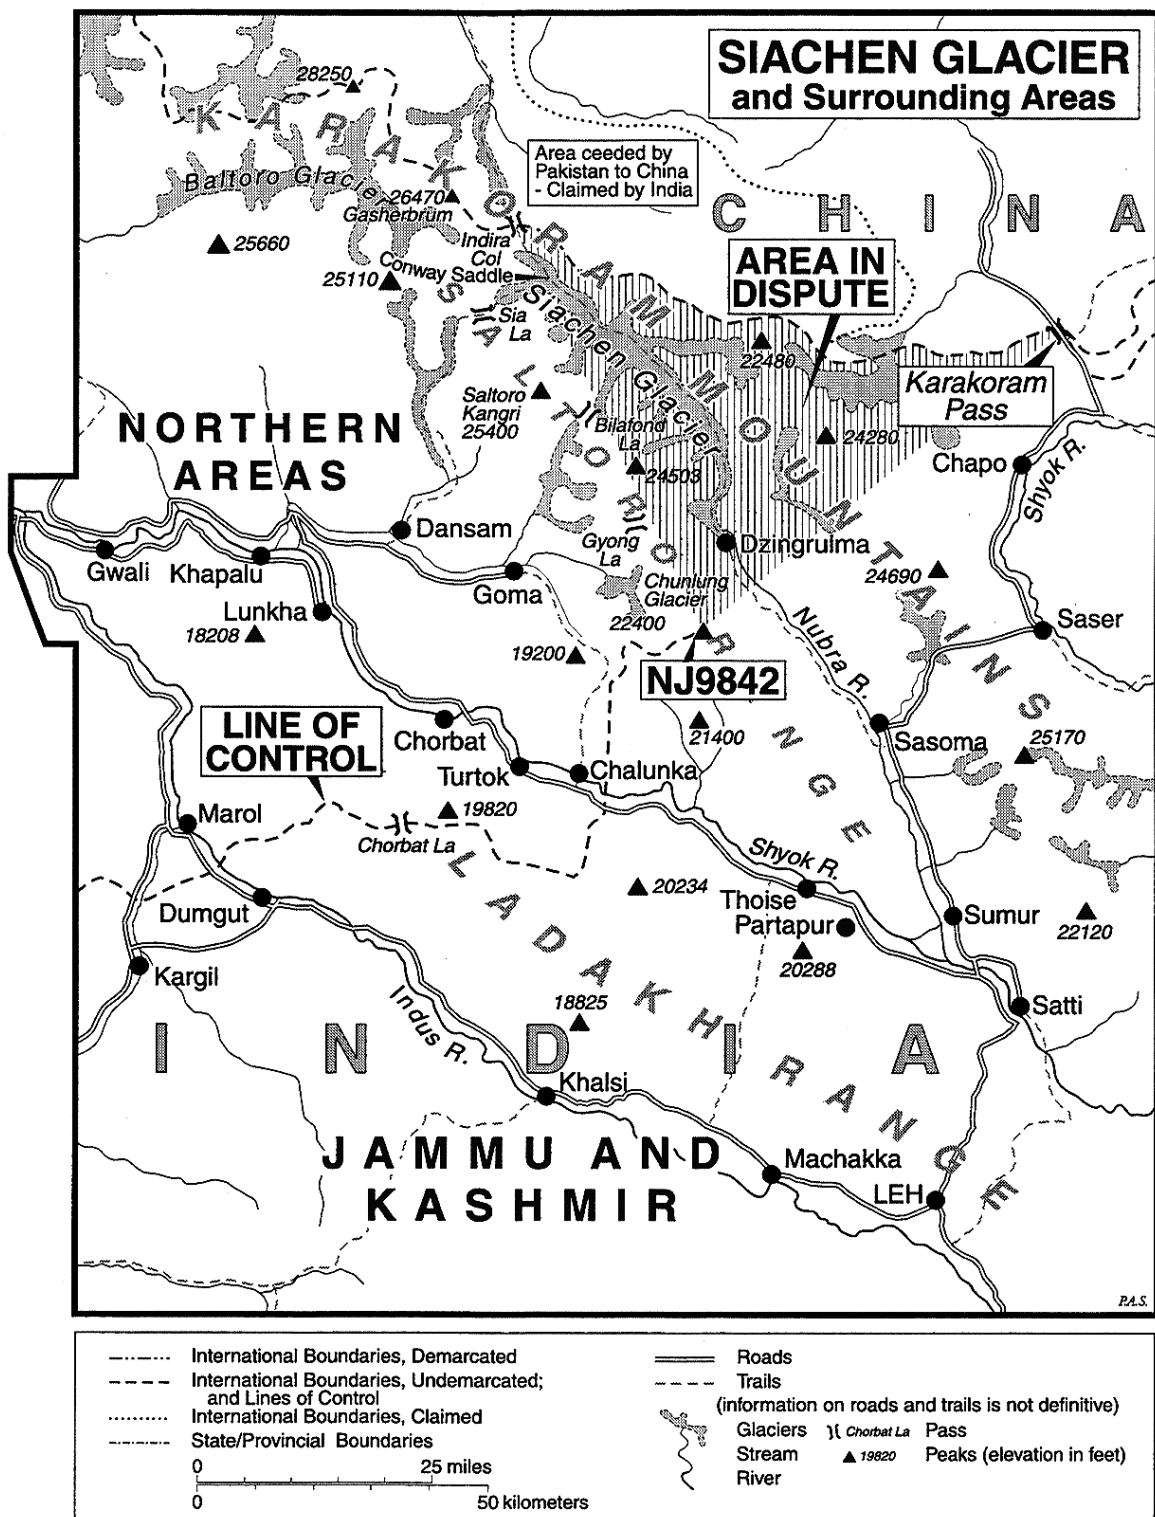 SIACHEN GLACIER
and Surrounding Areas
28250
KARAKORAM MOUNTAINS
Area ceeded by
Pakistan to China
- Claimed by India
Baltoro Glacier
26470
Gasherbrum
CHINA
25660
Indira
Col
Conway Saddle
25110
AREA IN
DISPUTE
Sia
La
Siachen Glacier
22480
SALTORO RANGE
Karakoram
Pass
Saltoro
Kangri
25400
Bilafond
La
24280
24503
NORTHERN
AREAS
Chapo
Shyok R.
Dansam
Gwali
Khapalu
Gyong
La
Dzingrulma
Goma
Chunlung
Glacier
24690
Lunkha
22400
18208
Nubra R.
Saser
19200
NJ9842
LINE OF
CONTROL
Chorbat
21400
Sasoma
25170
Turtok
Chalunka
Marol
19820
Chorbat La
Shyok R.
LADAKH RANGE
20234
Thoise
Dumgut
Partapur
Sumur
22120
20288
Kargil
Indus R.
18825
Satti
INDIA
Khalsi
JAMMU AND
KASHMIR
Machakka
LEH
P.A.S.
International Boundaries, Demarcated
International Boundaries, Undemarcated;
and Lines of Control
International Boundaries, Claimed
State/Provincial Boundaries
0 25 miles
0 50 kilometers
Roads
Trails
(information on roads and trails is not definitive)
Glaciers Chorbat La Pass
Stream 19820 Peaks (elevation in feet)
River